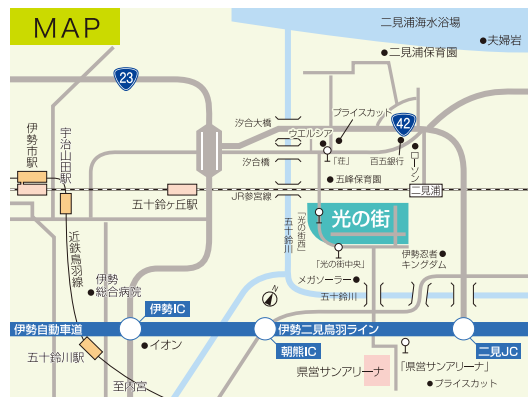 MAP
二見浦海水浴場
夫婦岩
二見浦保育園
23
プライスカット
42
汐合大橋
ウエルシア
伊勢市駅
宇治山田駅
汐合橋
「荘」
百五銀行
ローソン
五峰保育園
JR参宮線
二見浦
五十鈴ヶ丘駅
五十鈴川
「光の街西」
光の街
近鉄鳥羽線
「光の街中央」
伊勢忍者
キングダム
メガソーラー
伊勢
総合病院
N
五十鈴川
伊勢IC
伊勢自動車道
伊勢二見鳥羽ライン
イオン
朝熊IC
二見JC
五十鈴川駅
県営サンアリーナ
「県営サンアリーナ」
至内宮
プライスカット